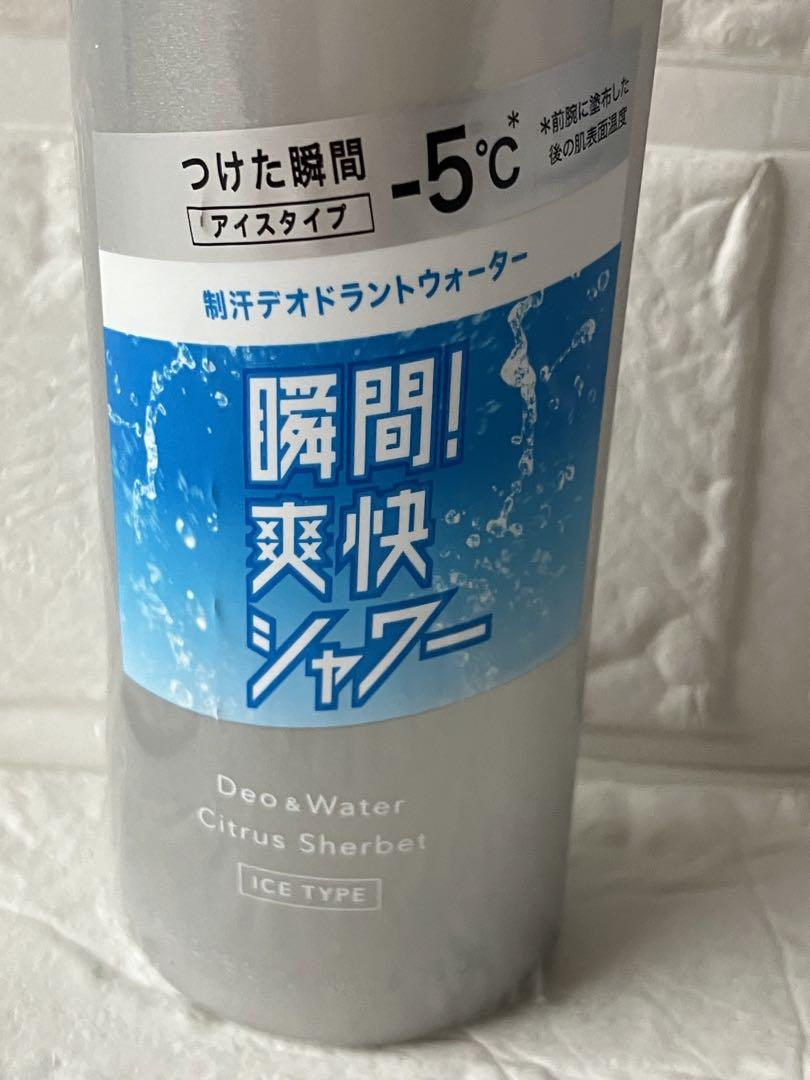 つけた瞬間
アイスタイプ
-5℃*
*前腕に塗布した
後の肌表面温度
制汗デオドラントウォーター
瞬間!
爽快
シャワー
Deo & Water
Citrus Sherbet
ICE TYPE